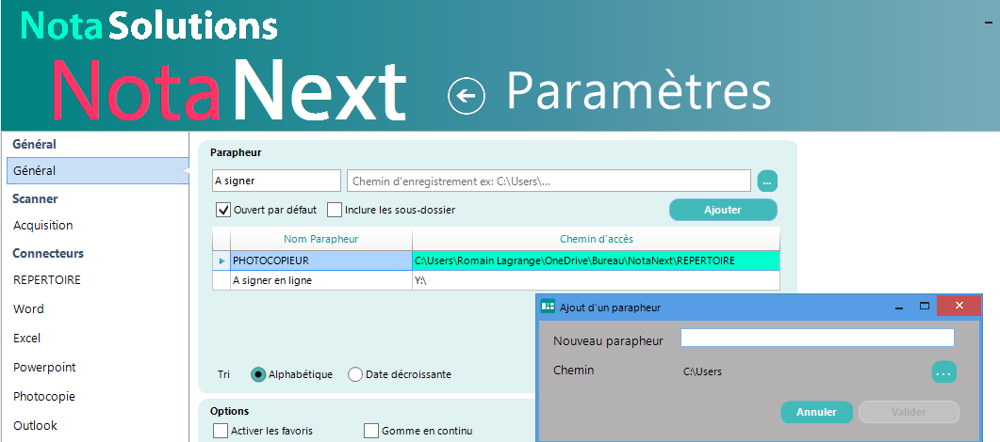 NotaSolutions
NotaNext
Paramètres
Général
Général
Scanner
Acquisition
Connecteurs
REPERTOIRE
Word
Excel
Powerpoint
Photocopie
Outlook
Parapheur
A signer
Chemin d'enregistrement ex: C:\Users\...
...
Ouvert par défaut
Inclure les sous-dossier
Ajouter
Nom Parapheur
Chemin d'accès
PHOTOCOPIEUR
C:\Users\Romain Lagrange\OneDrive\Bureau\NotaNext\REPERTOIRE
A signer en ligne
Y:\
Tri
Alphabétique
Date décroissante
Options
Activer les favoris
Gomme en continu
Ajout d'un parapheur
Nouveau parapheur
Chemin
C:\Users
...
Annuler
Valider